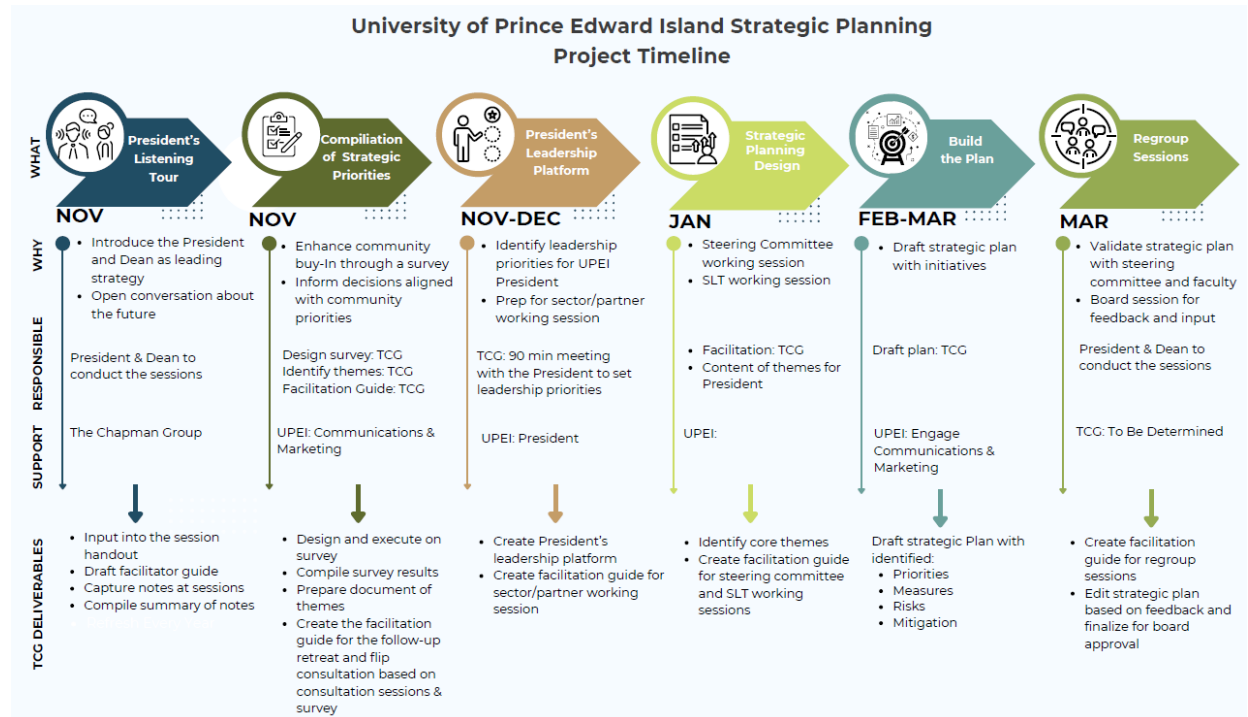 University of Prince Edward Island Strategic Planning
Project Timeline
WHAT
President's
Listening
Tour
Compiliation
of Strategic
Priorities
President's
Leadership
Platform
Strategic
Planning
Design
Build
the Plan
Regroup
Sessions
NOV
NOV
NOV-DEC
JAN
FEB-MAR
MAR
WHY
• Introduce the President
and Dean as leading
strategy
• Open conversation about
the future
• Enhance community
buy-In through a survey
• Inform decisions aligned
with community
priorities
• Identify leadership
priorities for UPEI
President
• Prep for sector/partner
working session
• Steering Committee
working session
• SLT working session
• Draft strategic plan
with initiatives
• Validate strategic plan
with steering
committee and faculty
• Board session for
feedback and input
RESPONSIBLE
President & Dean to
conduct the sessions
Design survey: TCG
Identify themes: TCG
Facilitation Guide: TCG
TCG: 90 min meeting
with the President to set
leadership priorities
• Facilitation: TCG
• Content of themes for
President
Draft plan: TCG
President & Dean to
conduct the sessions
SUPPORT
The Chapman Group
UPEI: Communications &
Marketing
UPEI: President
UPEI:
UPEI: Engage
Communications &
Marketing
TCG: To Be Determined
TCG DELIVERABLES
• Input into the session
handout
• Draft facilitator guide
• Capture notes at sessions
• Compile summary of notes
• Design and execute on
survey
• Compile survey results
• Prepare document of
themes
• Create the facilitation
guide for the follow-up
retreat and flip
consultation based on
consultation sessions &
survey
• Create President's
leadership platform
• Create facilitation guide for
sector/partner working
session
• Identify core themes
• Create facilitation guide
for steering committee
and SLT working
sessions
Draft strategic Plan with
identified:
• Priorities
• Measures
• Risks
• Mitigation
• Create facilitation
guide for regroup
sessions
• Edit strategic plan
based on feedback and
finalize for board
approval